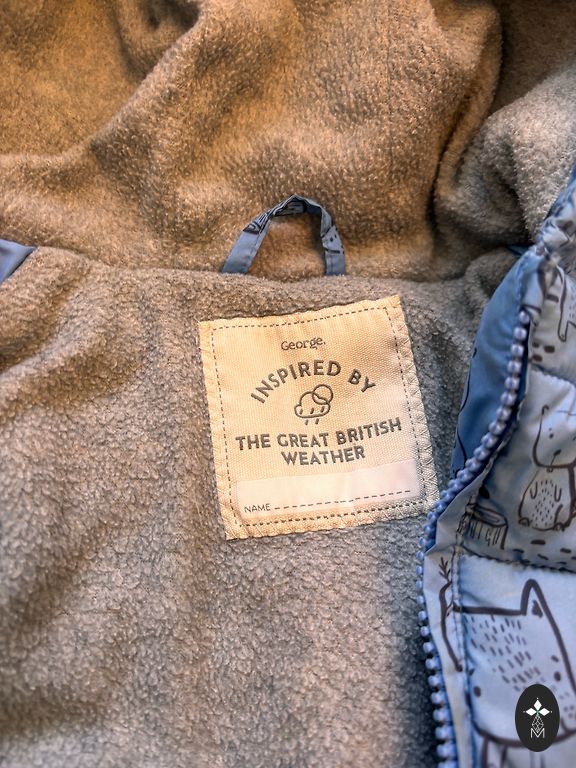 George.
INSPIRED BY
THE GREAT BRITISH
WEATHER
NAME